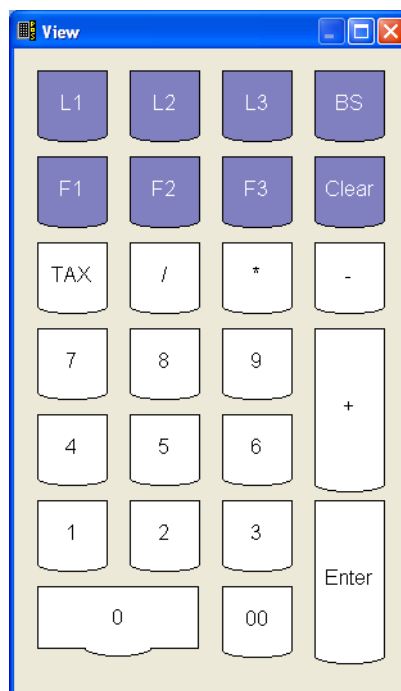 View
L1 L2 L3 BS
F1 F2 F3 Clear
TAX / * -
7 8 9
+
4 5 6
1 2 3
Enter
0 00